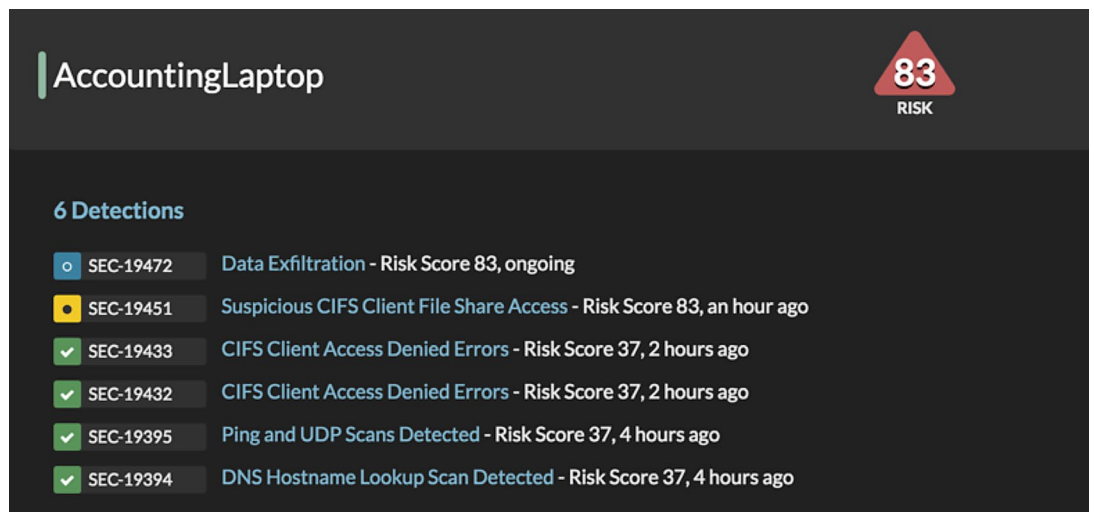 AccountingLaptop
83
RISK
6 Detections
SEC-19472 Data Exfiltration - Risk Score 83, ongoing
SEC-19451 Suspicious CIFS Client File Share Access - Risk Score 83, an hour ago
SEC-19433 CIFS Client Access Denied Errors - Risk Score 37, 2 hours ago
SEC-19432 CIFS Client Access Denied Errors - Risk Score 37, 2 hours ago
SEC-19395 Ping and UDP Scans Detected - Risk Score 37, 4 hours ago
SEC-19394 DNS Hostname Lookup Scan Detected - Risk Score 37, 4 hours ago